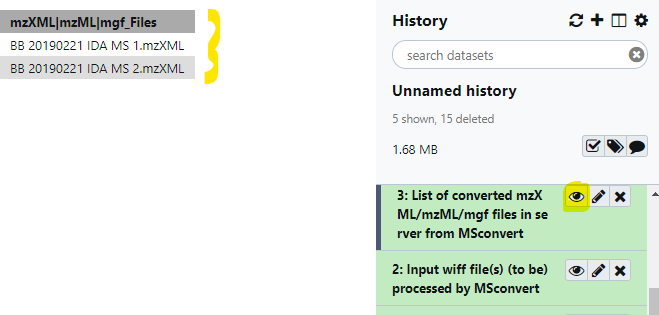 mzXML|mzML|mgf_Files
BB 20190221 IDA MS 1.mzXML
BB 20190221 IDA MS 2.mzXML
History
search datasets
Unnamed history
5 shown, 15 deleted
1.68 MB
3: List of converted mzX
ML/mzML/mgf files in se
rver from MSconvert
2: Input wiff file(s) (to be)
processed by MSconvert